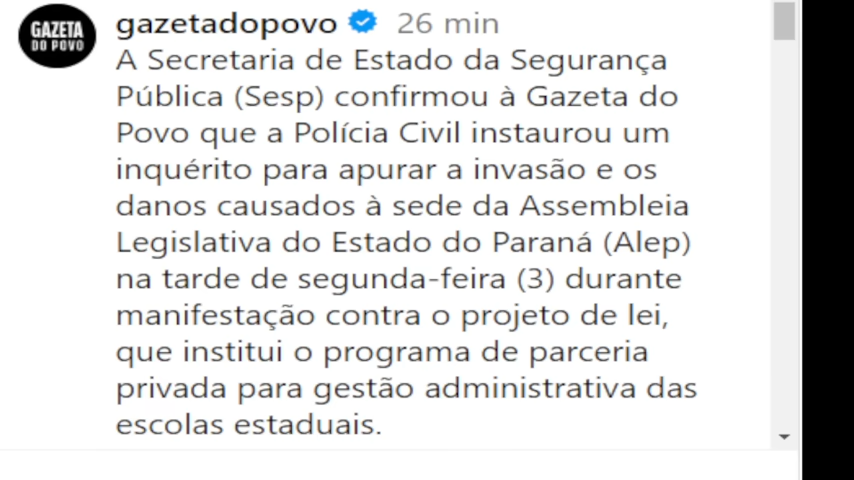 GAZETA
DO POVO
gazetadopovo 26 min
A Secretaria de Estado da Segurança
Pública (Sesp) confirmou à Gazeta do
Povo que a Polícia Civil instaurou um
inquérito para apurar a invasão e os
danos causados à sede da Assembleia
Legislativa do Estado do Paraná (Alep)
na tarde de segunda-feira (3) durante
manifestação contra o projeto de lei,
que institui o programa de parceria
privada para gestão administrativa das
escolas estaduais.